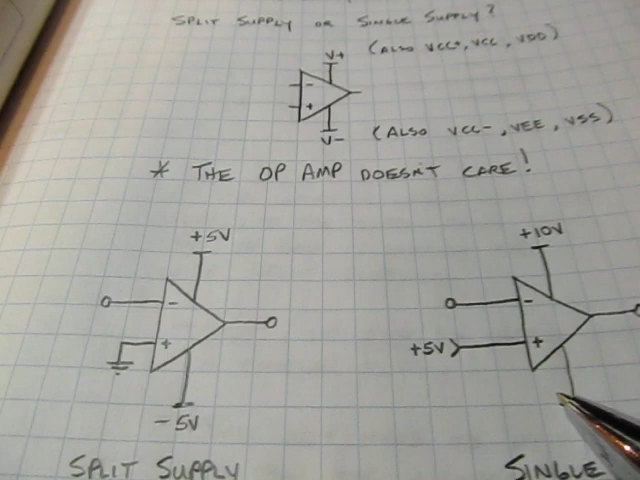 SPLIT SUPPLY OR SINGLE SUPPLY?
V+ (ALSO VCC+, VCC, VDD)
-
+
V- (ALSO VCC-, VEE, VSS)
* THE OP AMP DOESN'T CARE!
+5V
-
+
-5V
SPLIT SUPPLY
+10V
-
+5V +
SINGLE